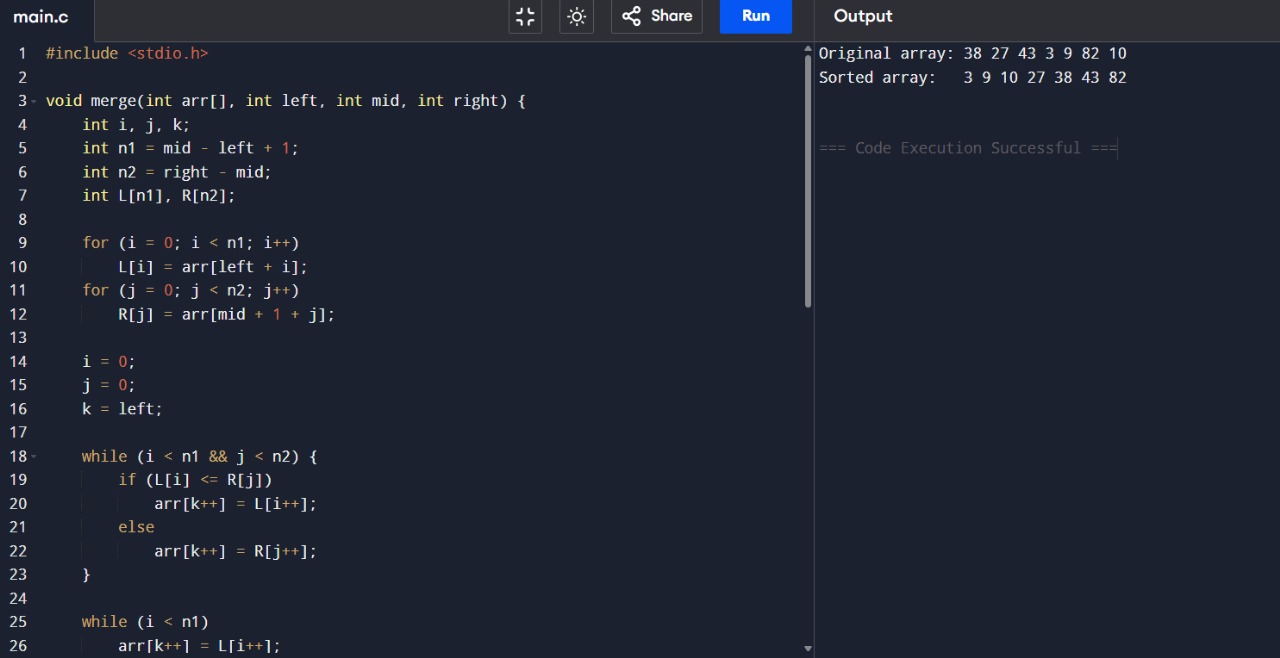 main.c
Share
Run
Output
1 #include <stdio.h>
2
3 void merge(int arr[], int left, int mid, int right) {
4     int i, j, k;
5     int n1 = mid - left + 1;
6     int n2 = right - mid;
7     int L[n1], R[n2];
8
9     for (i = 0; i < n1; i++)
10         L[i] = arr[left + i];
11     for (j = 0; j < n2; j++)
12         R[j] = arr[mid + 1 + j];
13
14     i = 0;
15     j = 0;
16     k = left;
17
18     while (i < n1 && j < n2) {
19         if (L[i] <= R[j])
20             arr[k++] = L[i++];
21         else
22             arr[k++] = R[j++];
23     }
24
25     while (i < n1)
26         arr[k++] = L[i++];
Original array: 38 27 43 3 9 82 10
Sorted array:   3 9 10 27 38 43 82
=== Code Execution Successful ===